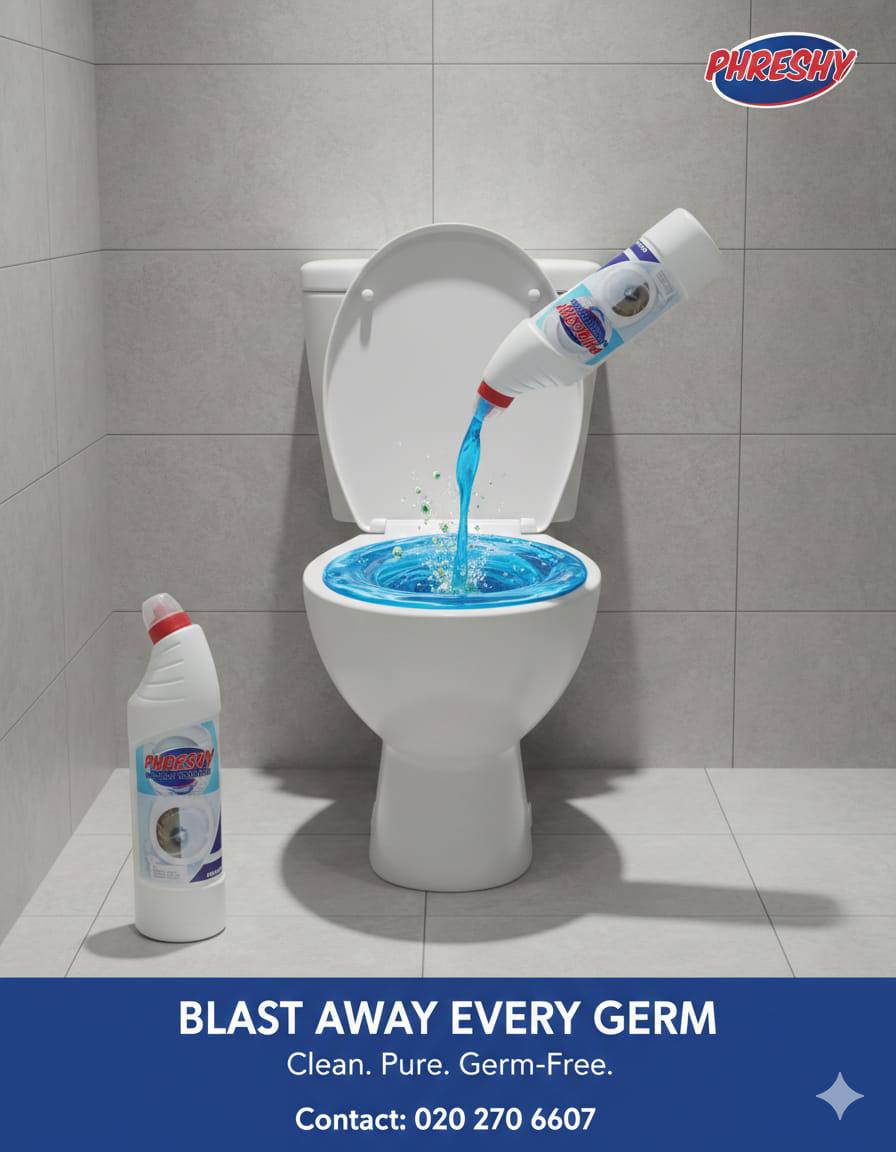 PHRESHY
PHRESHY
BLAST AWAY EVERY GERM
Clean. Pure. Germ-Free.
Contact: 020 270 6607